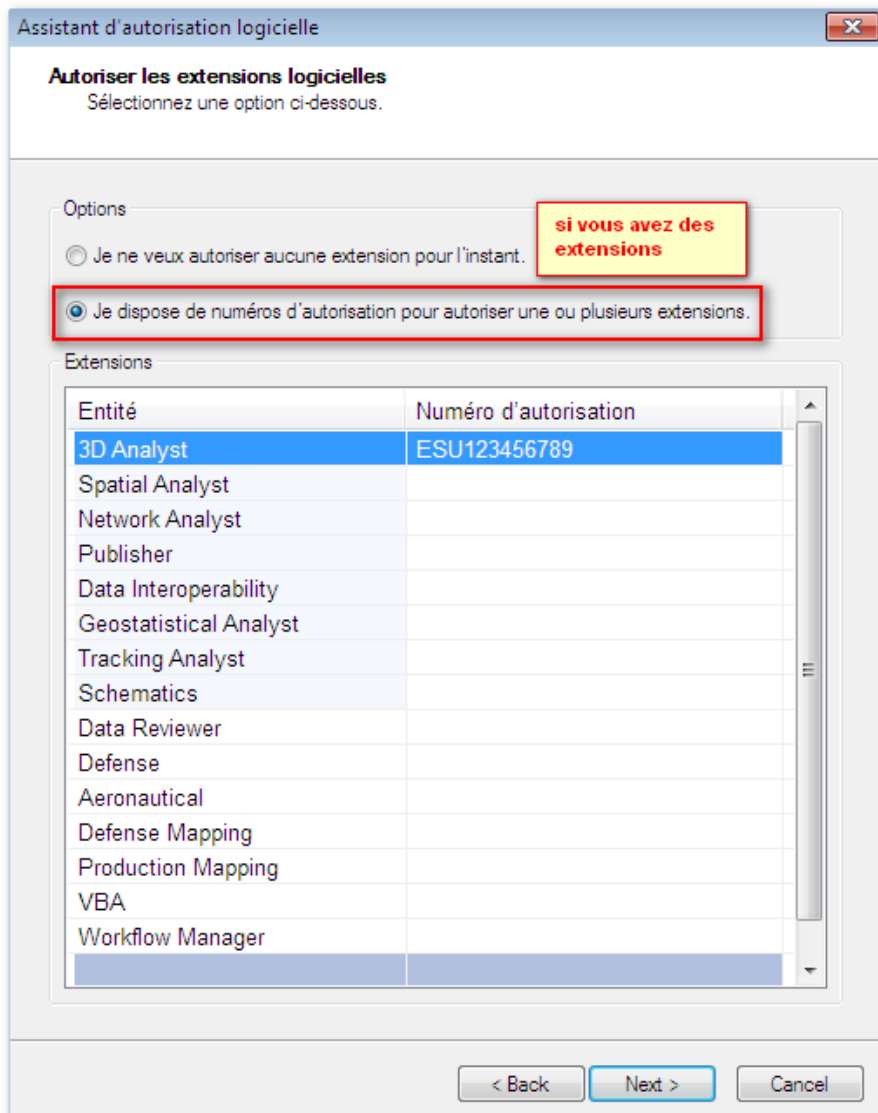 Assistant d'autorisation logicielle
Autoriser les extensions logicielles
Sélectionnez une option ci-dessous.
Options
si vous avez des
extensions
Je ne veux autoriser aucune extension pour l'instant.
Je dispose de numéros d'autorisation pour autoriser une ou plusieurs extensions.
Extensions
Entité Numéro d'autorisation
3D Analyst ESU123456789
Spatial Analyst
Network Analyst
Publisher
Data Interoperability
Geostatistical Analyst
Tracking Analyst
Schematics
Data Reviewer
Defense
Aeronautical
Defense Mapping
Production Mapping
VBA
Workflow Manager
< Back Next > Cancel